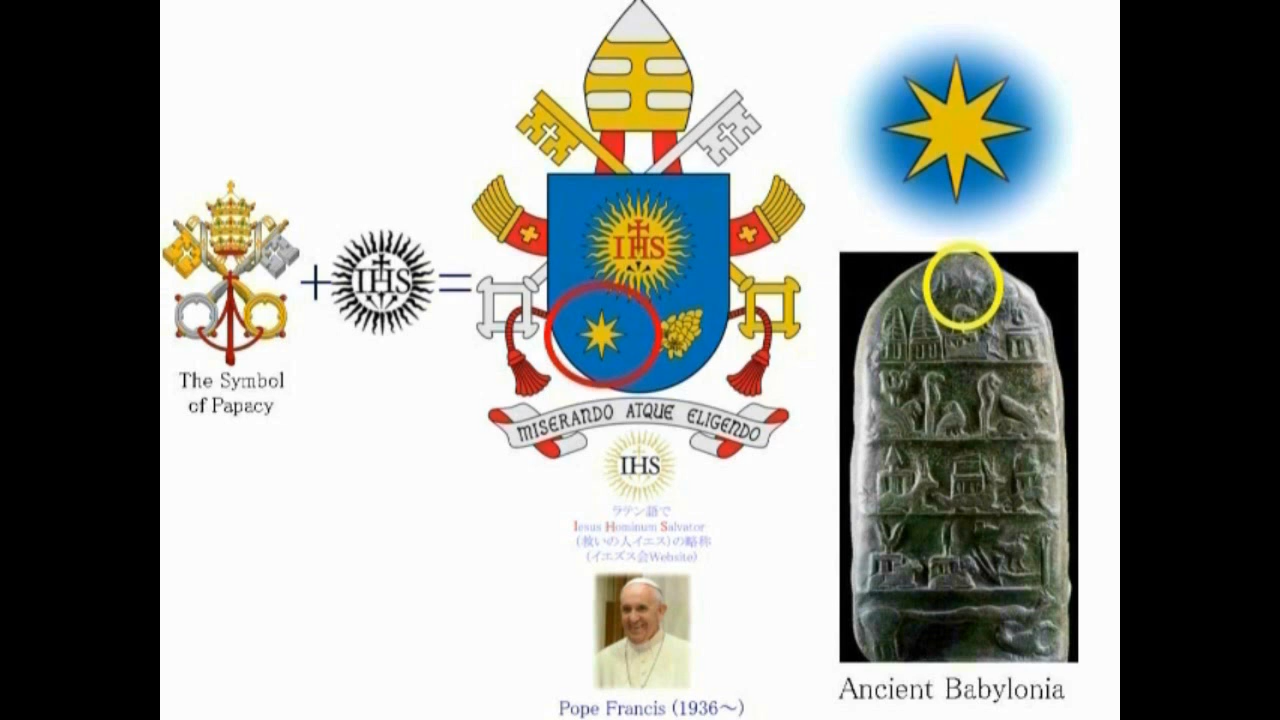 The Symbol
of Papacy
+
IHS
=
IHS
MISERANDO ATQUE ELIGENDO
IHS
ラテン語で
Iesus Hominum Salvator
(救いの人イエス)の略称
(イエズス会Website)
Pope Francis (1936〜)
Ancient Babylonia